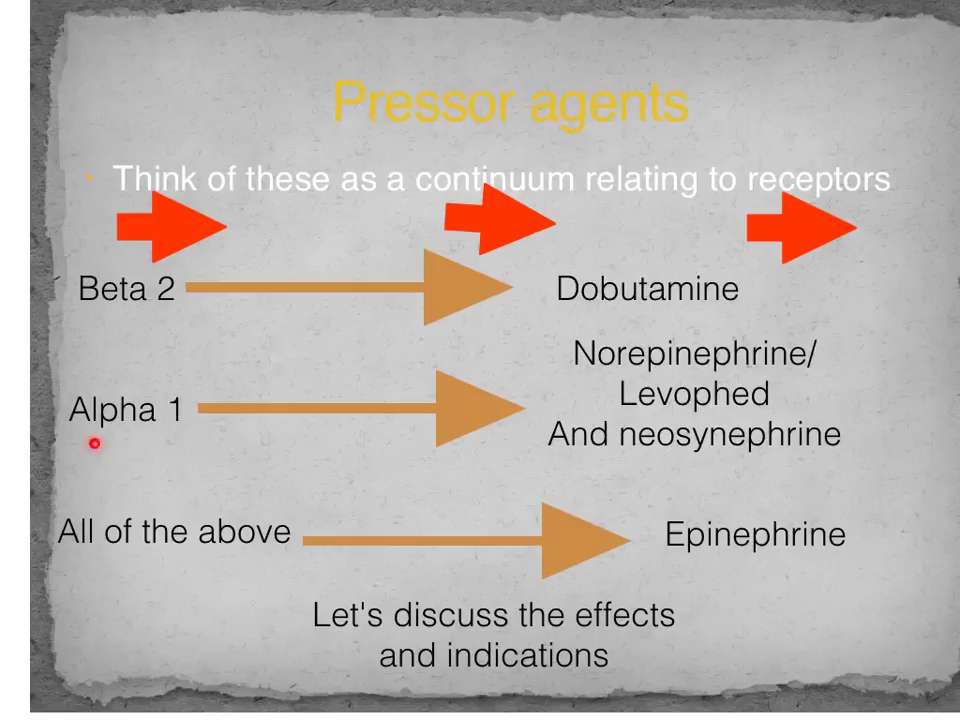 Pressor agents
Think of these as a continuum relating to receptors
Beta 2
Dobutamine
Norepinephrine/
Levophed
And neosynephrine
Alpha 1
All of the above
Epinephrine
Let's discuss the effects
and indications